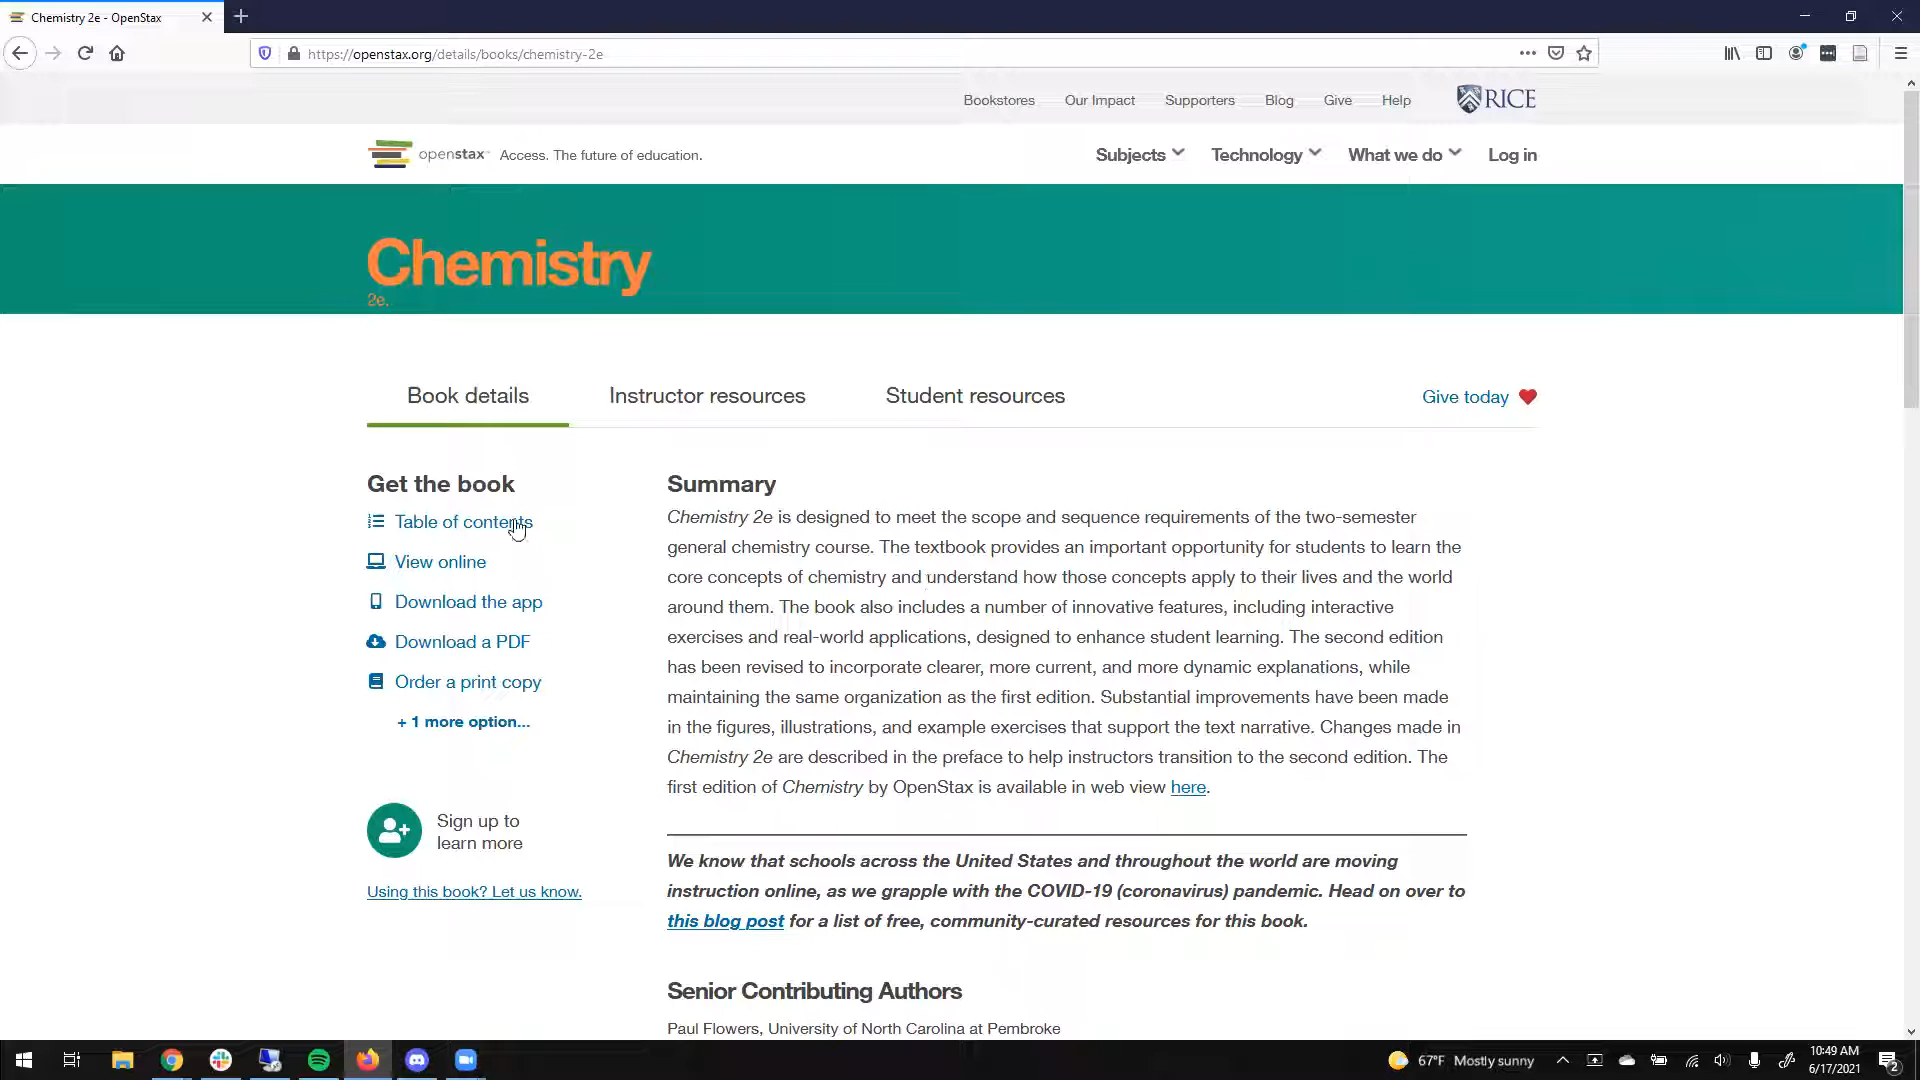 Chemistry 2e - OpenStax
https://openstax.org/details/books/chemistry-2e
Bookstores Our Impact Supporters Blog Give Help RICE
openstax Access. The future of education.
Subjects Technology What we do Log in
Chemistry
2e.
Book details Instructor resources Student resources Give today
Get the book
Table of contents
View online
Download the app
Download a PDF
Order a print copy
+ 1 more option...
Sign up to
learn more
Using this book? Let us know.
Summary
Chemistry 2e is designed to meet the scope and sequence requirements of the two-semester
general chemistry course. The textbook provides an important opportunity for students to learn the
core concepts of chemistry and understand how those concepts apply to their lives and the world
around them. The book also includes a number of innovative features, including interactive
exercises and real-world applications, designed to enhance student learning. The second edition
has been revised to incorporate clearer, more current, and more dynamic explanations, while
maintaining the same organization as the first edition. Substantial improvements have been made
in the figures, illustrations, and example exercises that support the text narrative. Changes made in
Chemistry 2e are described in the preface to help instructors transition to the second edition. The
first edition of Chemistry by OpenStax is available in web view here.
We know that schools across the United States and throughout the world are moving
instruction online, as we grapple with the COVID-19 (coronavirus) pandemic. Head on over to
this blog post for a list of free, community-curated resources for this book.
Senior Contributing Authors
Paul Flowers, University of North Carolina at Pembroke
67°F Mostly sunny
10:49 AM
6/17/2021
2